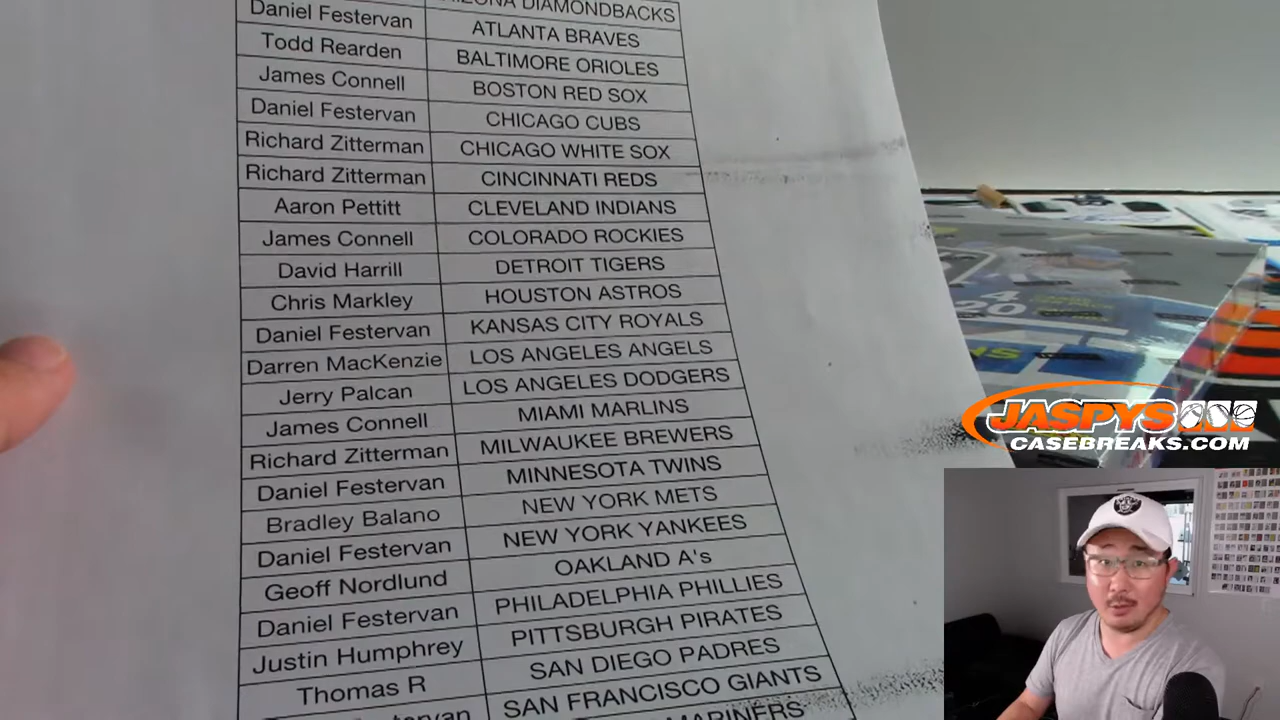 DIAMONDBACKS
Daniel Festervan ATLANTA BRAVES
Todd Rearden BALTIMORE ORIOLES
James Connell BOSTON RED SOX
Daniel Festervan CHICAGO CUBS
Richard Zitterman CHICAGO WHITE SOX
Richard Zitterman CINCINNATI REDS
Aaron Pettitt CLEVELAND INDIANS
James Connell COLORADO ROCKIES
David Harrill DETROIT TIGERS
Chris Markley HOUSTON ASTROS
Daniel Festervan KANSAS CITY ROYALS
Darren MacKenzie LOS ANGELES ANGELS
Jerry Palcan LOS ANGELES DODGERS
James Connell MIAMI MARLINS
Richard Zitterman MILWAUKEE BREWERS
Daniel Festervan MINNESOTA TWINS
Bradley Balano NEW YORK METS
Daniel Festervan NEW YORK YANKEES
Geoff Nordlund OAKLAND A's
Daniel Festervan PHILADELPHIA PHILLIES
Justin Humphrey PITTSBURGH PIRATES
Thomas R SAN DIEGO PADRES
SAN FRANCISCO GIANTS
MARINERS
JASPYS
CASEBREAKS.COM